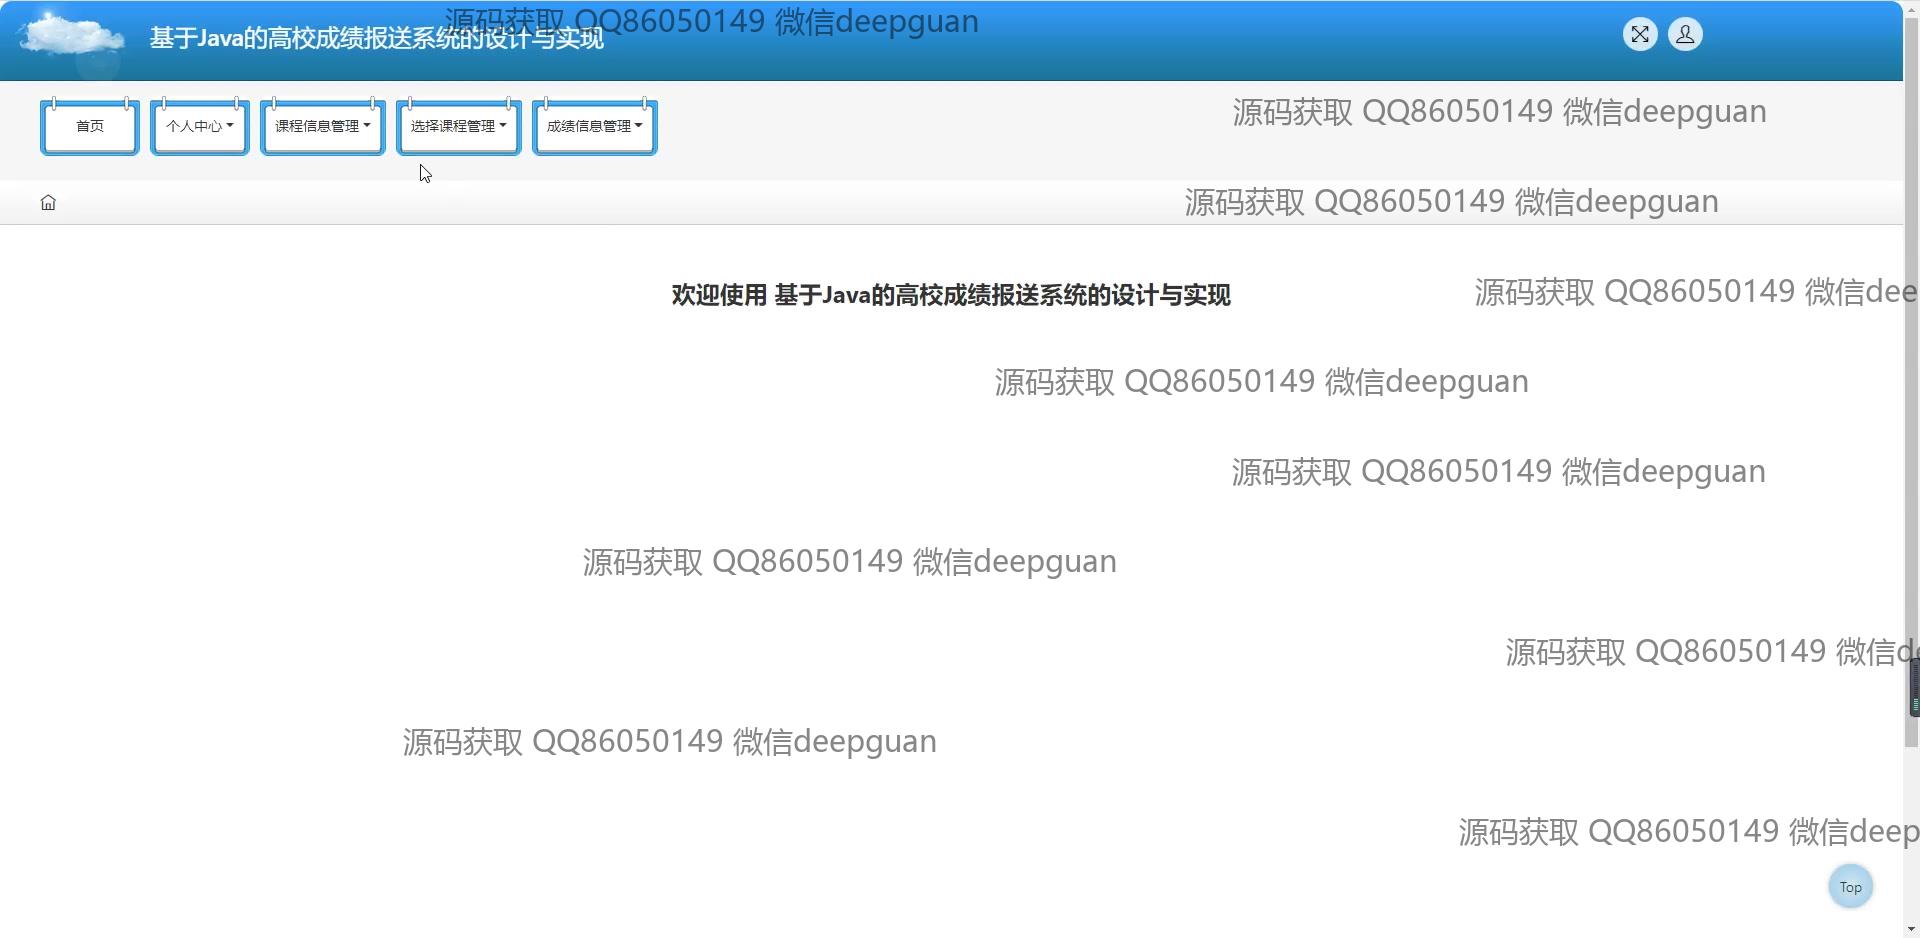 源码获取 QQ86050149 微信deepguan
基于Java的高校成绩报送系统的设计与实现
首页 个人中心 课程信息管理 选择课程管理 成绩信息管理
源码获取 QQ86050149 微信deepguan
源码获取 QQ86050149 微信deepguan
源码获取 QQ86050149 微信dee
欢迎使用 基于Java的高校成绩报送系统的设计与实现
源码获取 QQ86050149 微信deepguan
源码获取 QQ86050149 微信deepguan
源码获取 QQ86050149 微信deepguan
源码获取 QQ86050149 微信de
源码获取 QQ86050149 微信deepguan
源码获取 QQ86050149 微信deep
Top